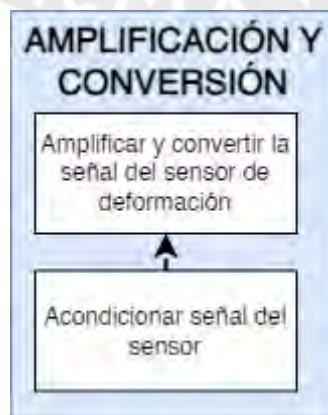 AMPLIFICACIÓN Y
CONVERSIÓN
Amplificar y convertir la
señal del sensor de
deformación
Acondicionar señal del
sensor